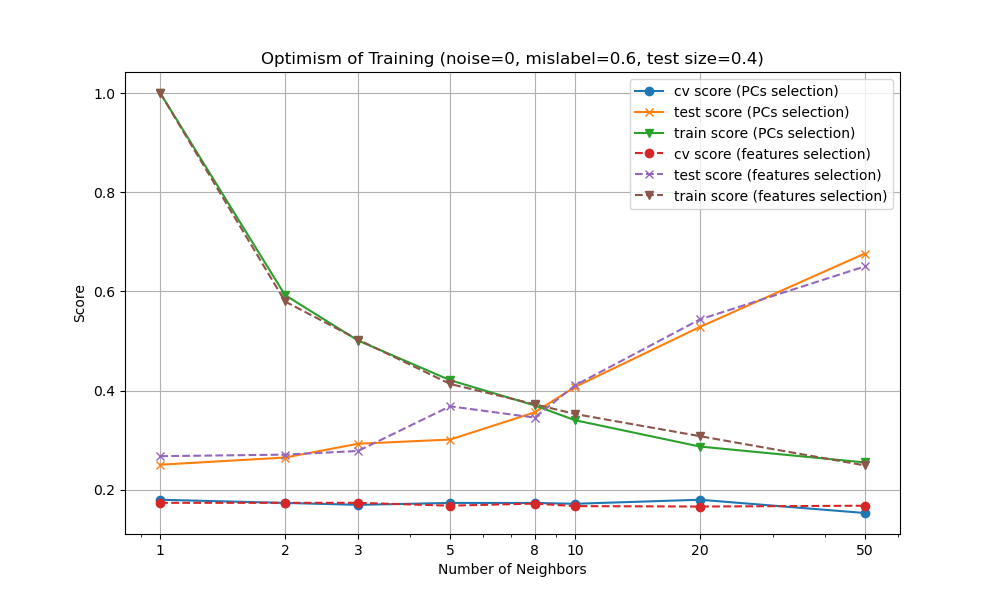 Optimism of Training (noise=0, mislabel=0.6, test size=0.4)
cv score (PCs selection)
test score (PCs selection)
train score (PCs selection)
cv score (features selection)
test score (features selection)
train score (features selection)
Score
1.0
0.8
0.6
0.4
0.2
1 2 3 5 8 10 20 50
Number of Neighbors